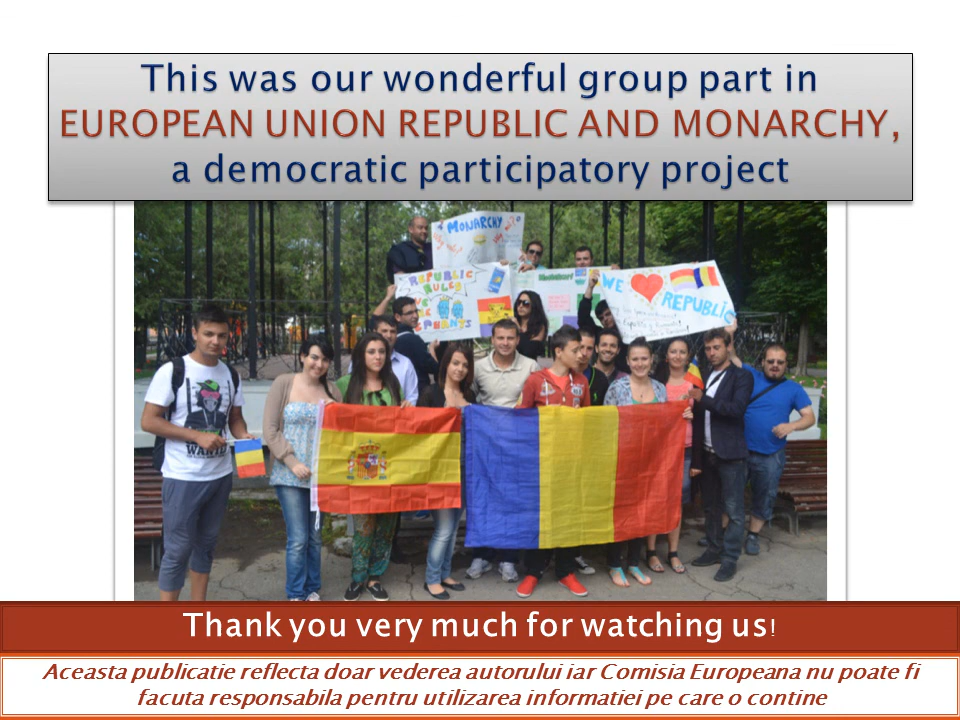 This was our wonderful group part in
EUROPEAN UNION REPUBLIC AND MONARCHY,
a democratic participatory project
MONARCHY
REPUBLIC
RULES
WE
REPUBLIC
WANTED
Thank you very much for watching us!
Aceasta publicatie reflecta doar vederea autorului iar Comisia Europeana nu poate fi
facuta responsabila pentru utilizarea informatiei pe care o contine